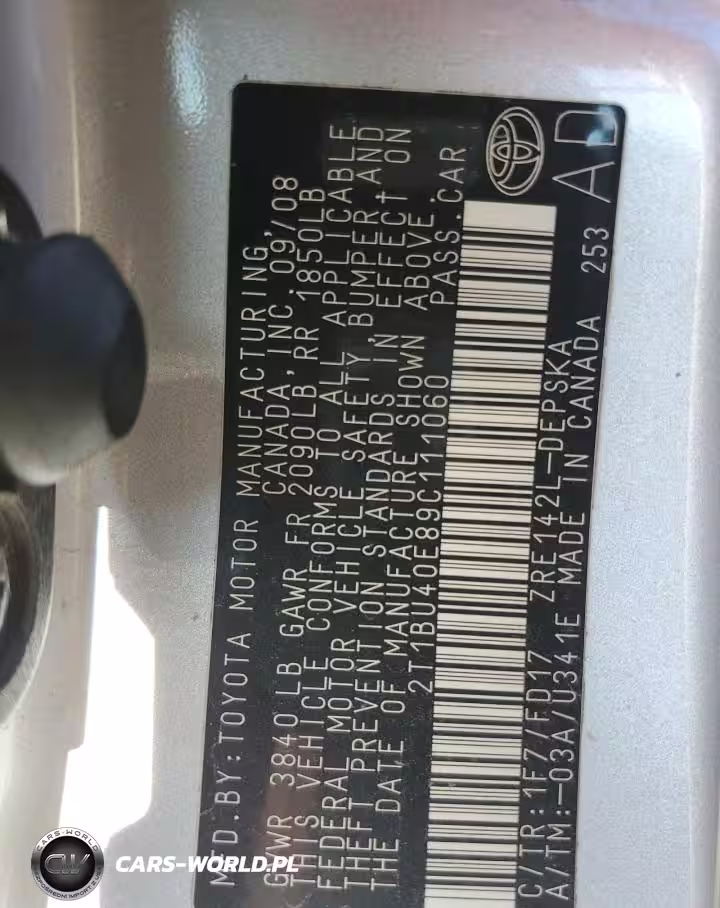 MFD.BY:TOYOTA MOTOR MANUFACTURING,
CANADA, INC. 09/08
GVWR 3840 LB GAWR FR 2090LB, RR 1850LB
THIS VEHICLE CONFORMS TO ALL APPLICABLE
FEDERAL MOTOR VEHICLE SAFETY, BUMPER AND
THEFT PREVENTION STANDARDS IN EFFECT ON
THE DATE OF MANUFACTURE SHOWN ABOVE.
2T1BU40E89C111060 PASS.CAR
C/TR: 1F7/FD17 ZRE142L-DEPSKA
A/TM:-03A/U341E MADE IN CANADA 253
AD
CARS-WORLD
CW
CARS-WORLD.PL